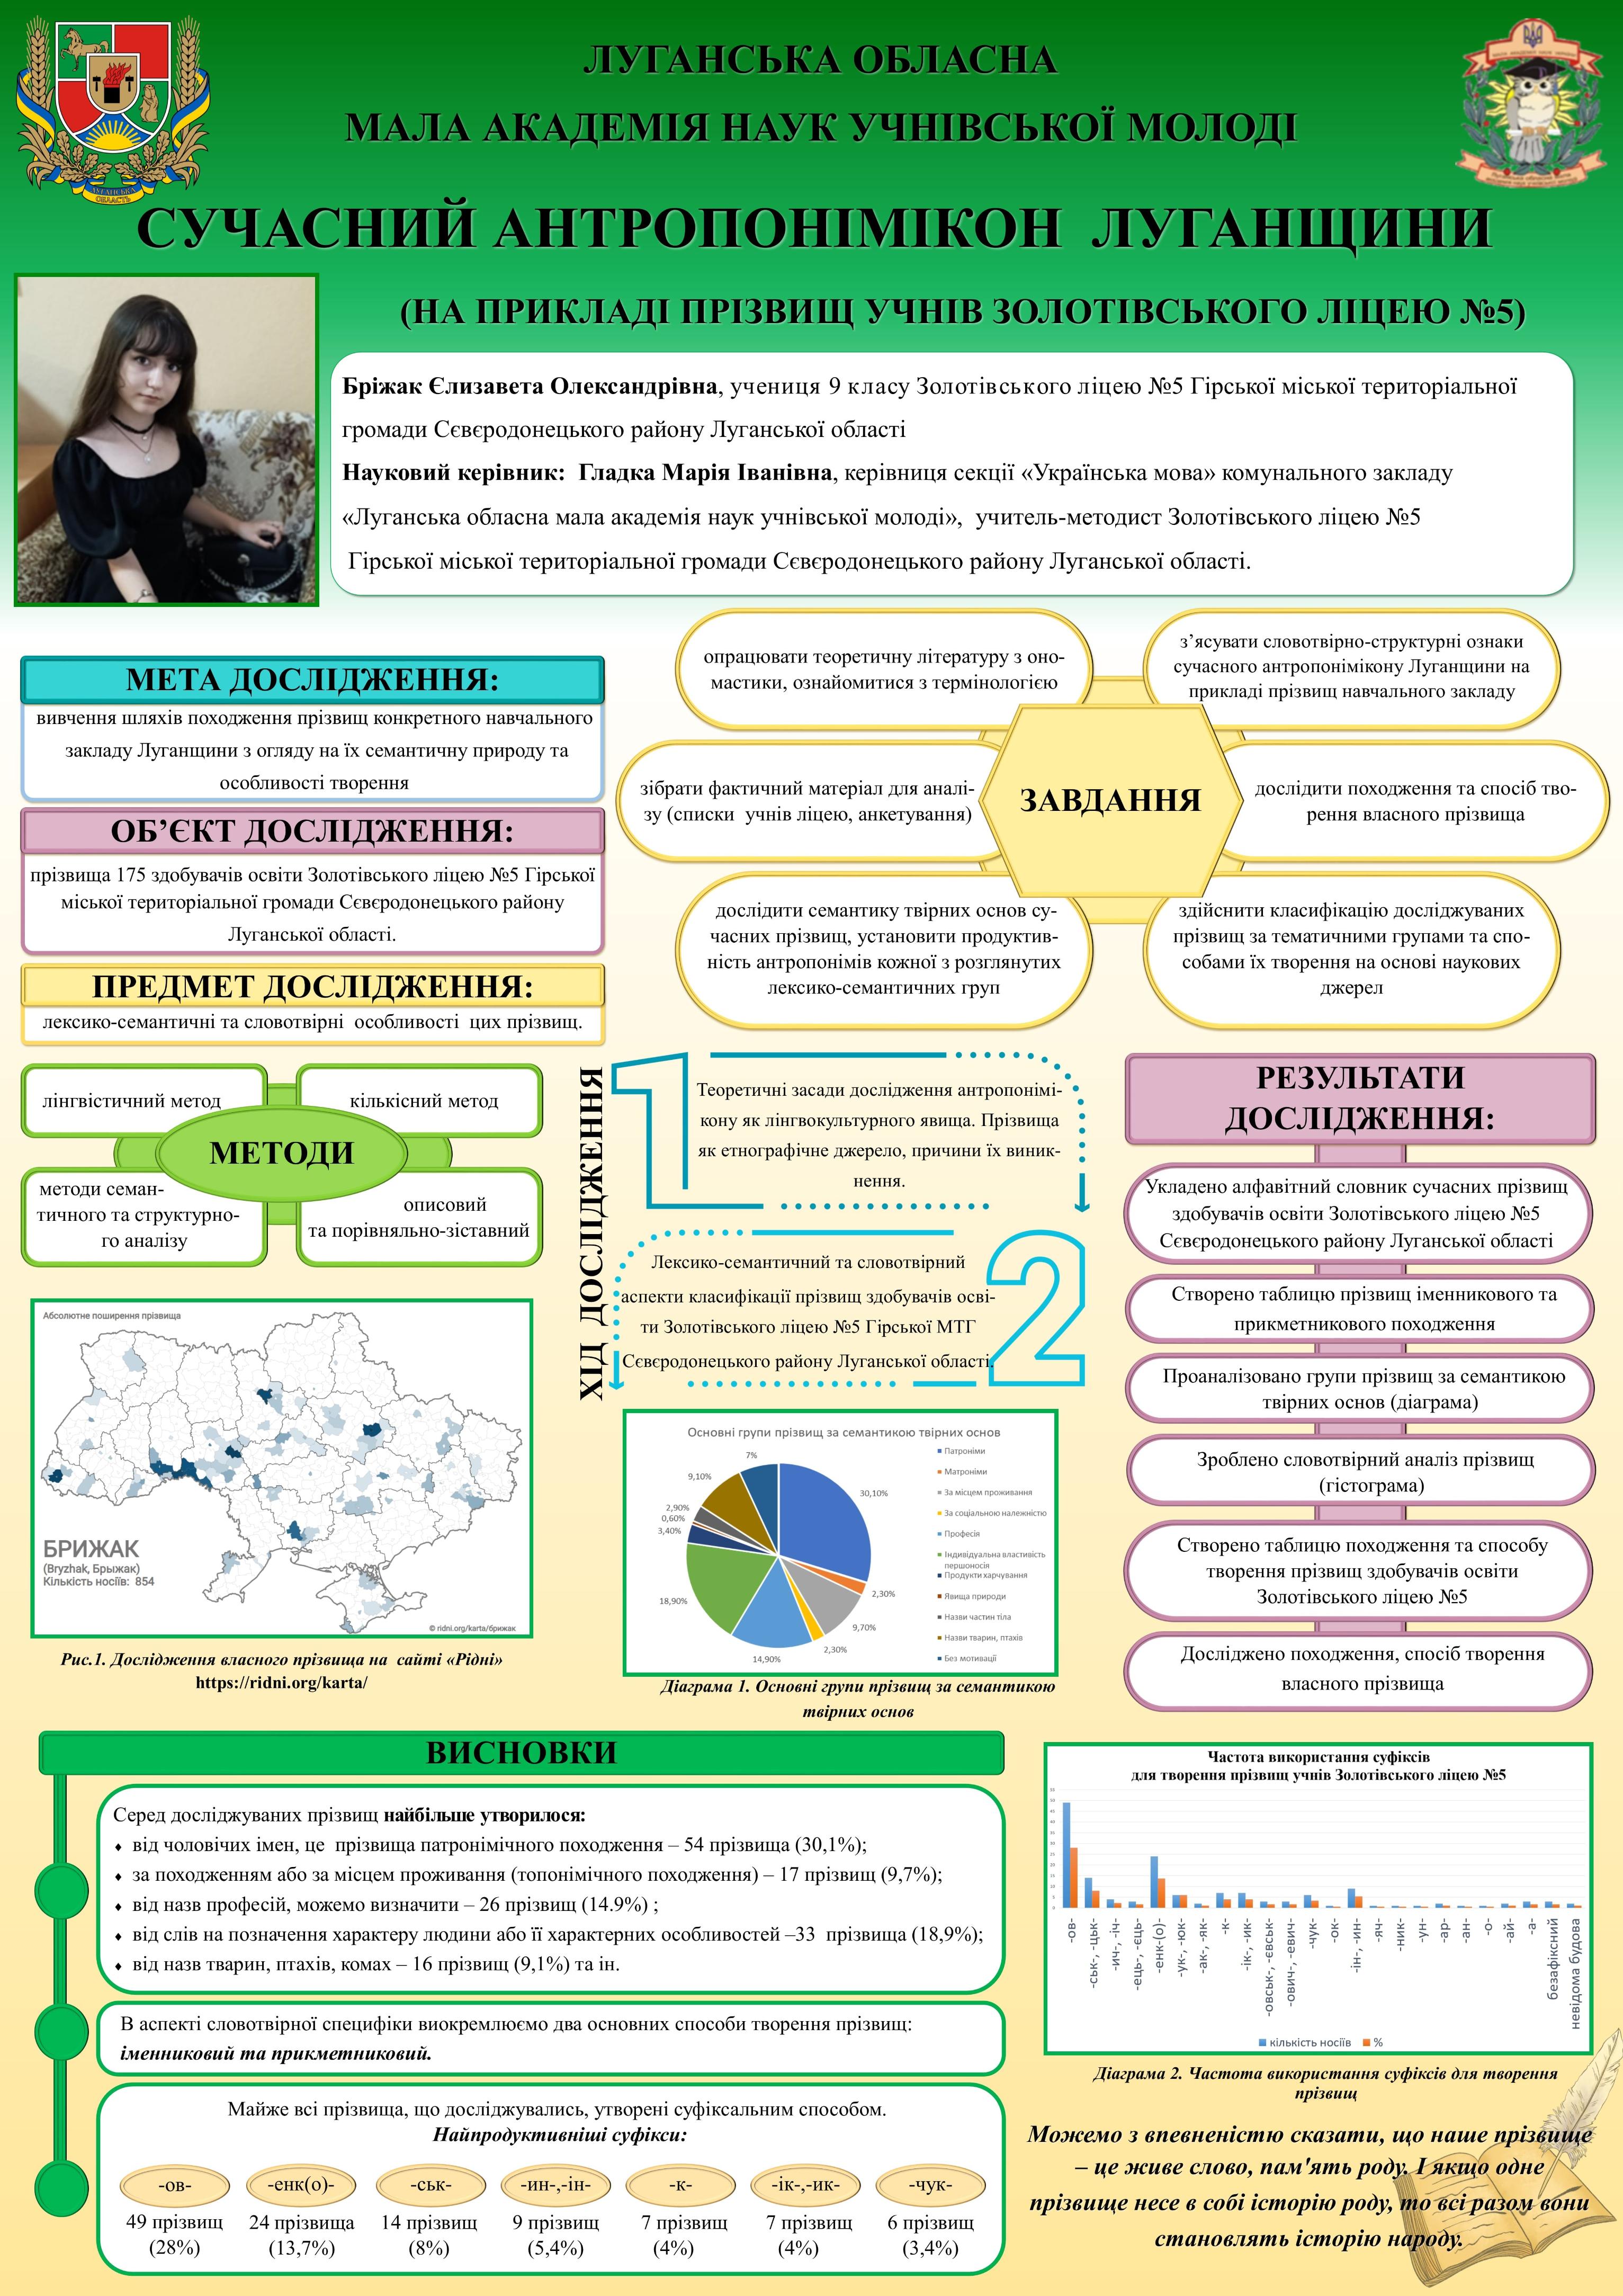 ЛУГАНСЬКА ОБЛАСНА
МАЛА АКАДЕМІЯ НАУК УЧНІВСЬКОЇ МОЛОДІ
СУЧАСНИЙ АНТРОПОНІМІКОН ЛУГАНЩИНИ
(НА ПРИКЛАДІ ПРІЗВИЩ УЧНІВ ЗОЛОТІВСЬКОГО ЛІЦЕЮ №5)
ЛУГАНСЬКА
ОБЛАСТЬ
Бріжак Єлизавета Олександрівна, учениця 9 класу Золотівського ліцею №5 Гірської міської територіальної
громади Сєвєродонецького району Луганської області
Науковий керівник: Гладка Марія Іванівна, керівниця секції «Українська мова» комунального закладу
«Луганська обласна мала академія наук учнівської молоді», учитель-методист Золотівського ліцею №5
Гірської міської територіальної громади Сєвєродонецького району Луганської області.
МЕТА ДОСЛІДЖЕННЯ:
вивчення шляхів походження прізвищ конкретного навчального
закладу Луганщини з огляду на їх семантичну природу та
особливості творення
ОБ’ЄКТ ДОСЛІДЖЕННЯ:
прізвища 175 здобувачів освіти Золотівського ліцею №5 Гірської
міської територіальної громади Сєвєродонецького району
Луганської області.
ПРЕДМЕТ ДОСЛІДЖЕННЯ:
лексико-семантичні та словотвірні особливості цих прізвищ.
ЗАВДАННЯ
опрацювати теоретичну літературу з оно-
мастики, ознайомитися з термінологією
з’ясувати словотвірно-структурні ознаки
сучасного антропонімікону Луганщини на
прикладі прізвищ навчального закладу
зібрати фактичний матеріал для аналі-
зу (списки учнів ліцею, анкетування)
дослідити походження та спосіб тво-
рення власного прізвища
дослідити семантику твірних основ су-
часних прізвищ, установити продуктив-
ність антропонімів кожної з розглянутих
лексико-семантичних груп
здійснити класифікацію досліджуваних
прізвищ за тематичними групами та спо-
собами їх творення на основі наукових
джерел
МЕТОДИ
лінгвістичний метод
кількісний метод
методи семан-
тичного та структурно-
го аналізу
описовий
та порівняльно-зіставний
ХІД ДОСЛІДЖЕННЯ
1
Теоретичні засади дослідження антропонімі-
кону як лінгвокультурного явища. Прізвища
як етнографічне джерело, причини їх виник-
нення.
2
Лексико-семантичний та словотвірний
аспекти класифікації прізвищ здобувачів осві-
ти Золотівського ліцею №5 Гірської МТГ
Сєвєродонецького району Луганської області.
РЕЗУЛЬТАТИ
ДОСЛІДЖЕННЯ:
Укладено алфавітний словник сучасних прізвищ
здобувачів освіти Золотівського ліцею №5
Сєвєродонецького району Луганської області
Створено таблицю прізвищ іменникового та
прикметникового походження
Проаналізовано групи прізвищ за семантикою
твірних основ (діаграма)
Зроблено словотвірний аналіз прізвищ
(гістограма)
Створено таблицю походження та способу
творення прізвищ здобувачів освіти
Золотівського ліцею №5
Досліджено походження, спосіб творення
власного прізвища
Абсолютне поширення прізвища
БРИЖАК
(Bryzhak, Брыжак)
Кількість носіїв: 854
© ridni.org/karta/брижак
Рис.1. Дослідження власного прізвища на сайті «Рідні»
https://ridni.org/karta/
Основні групи прізвищ за семантикою твірних основ
30,10%
2,30%
9,70%
2,30%
14,90%
18,90%
3,40%
0,60%
2,90%
9,10%
7%
Патроніми
Матроніми
За місцем проживання
За соціальною належністю
Професія
Індивідуальна властивість
першоносія
Продукти харчування
Явища природи
Назви частин тіла
Назви тварин, птахів
Без мотивації
Діаграма 1. Основні групи прізвищ за семантикою
твірних основ
ВИСНОВКИ
Серед досліджуваних прізвищ найбільше утворилося:
♦ від чоловічих імен, це прізвища патронімічного походження – 54 прізвища (30,1%);
♦ за походженням або за місцем проживання (топонімічного походження) – 17 прізвищ (9,7%);
♦ від назв професій, можемо визначити – 26 прізвищ (14.9%) ;
♦ від слів на позначення характеру людини або її характерних особливостей –33 прізвища (18,9%);
♦ від назв тварин, птахів, комах – 16 прізвищ (9,1%) та ін.
В аспекті словотвірної специфіки виокремлюємо два основних способи творення прізвищ:
іменниковий та прикметниковий.
Майже всі прізвища, що досліджувались, утворені суфіксальним способом.
Найпродуктивніші суфікси:
-ов- -енк(о)- -ськ- -ин-,-ін- -к- -ік-,-ик- -чук-
49 прізвищ 24 прізвища 14 прізвищ 9 прізвищ 7 прізвищ 7 прізвищ 6 прізвищ
(28%) (13,7%) (8%) (5,4%) (4%) (4%) (3,4%)
Частота використання суфіксів
для творення прізвищ учнів Золотівського ліцею №5
55
50
45
40
35
30
25
20
15
10
5
0
-ов-
-ськ-, -цьк-
-ич-, -іч-
-ець-, -єць-
-енк-(о)-
-ук-, -юк-
-ак-, -як-
-к-
-ік-, -ик-
-овськ-, -євськ-
-ович-, -евич-
-чук-
-ок-
-ін-, -ин-
-яч-
-ник-
-ун-
-ар-
-ан-
-о-
-ай-
-а-
безафіксний
невідома будова
кількість носіїв
%
Діаграма 2. Частота використання суфіксів для творення
прізвищ
Можемо з впевненістю сказати, що наше прізвище
– це живе слово, пам'ять роду. І якщо одне
прізвище несе в собі історію роду, то всі разом вони
становлять історію народу.